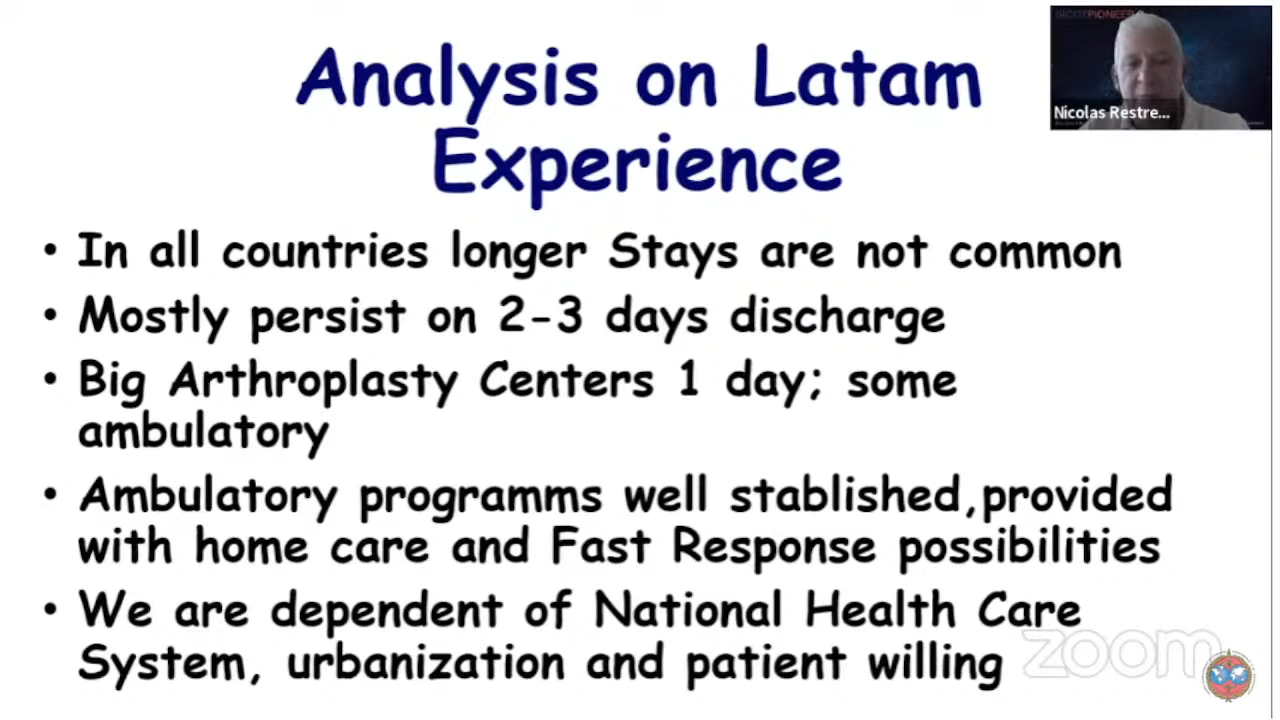 Analysis on Latam
Experience
• In all countries longer Stays are not common
• Mostly persist on 2-3 days discharge
• Big Arthroplasty Centers 1 day; some
ambulatory
• Ambulatory programms well stablished,provided
with home care and Fast Response possibilities
• We are dependent of National Health Care
System, urbanization and patient willing
PIONEER
Nicolas Restre...
zoom